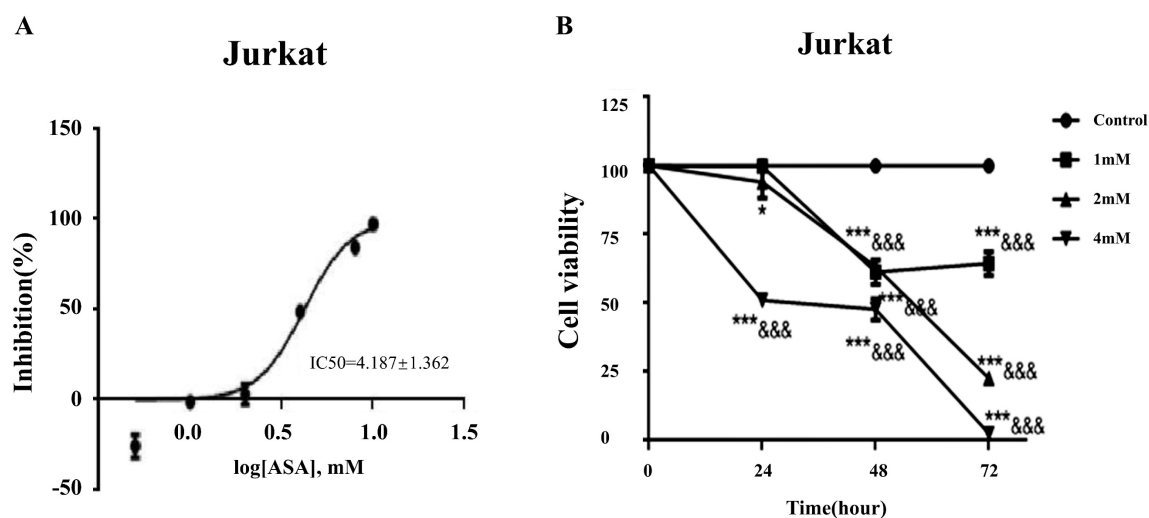 A
Jurkat
Inhibition(%)
150
100
50
0
-50
0.0
0.5
1.0
1.5
IC50=4.187±1.362
log[ASA], mM
B
Jurkat
Cell viability
125
100
75
50
25
0
0
24
48
72
Time(hour)
*
***&&&
***&&&
***&&&
***&&&
***&&&
***&&&
***&&&
Control
1mM
2mM
4mM